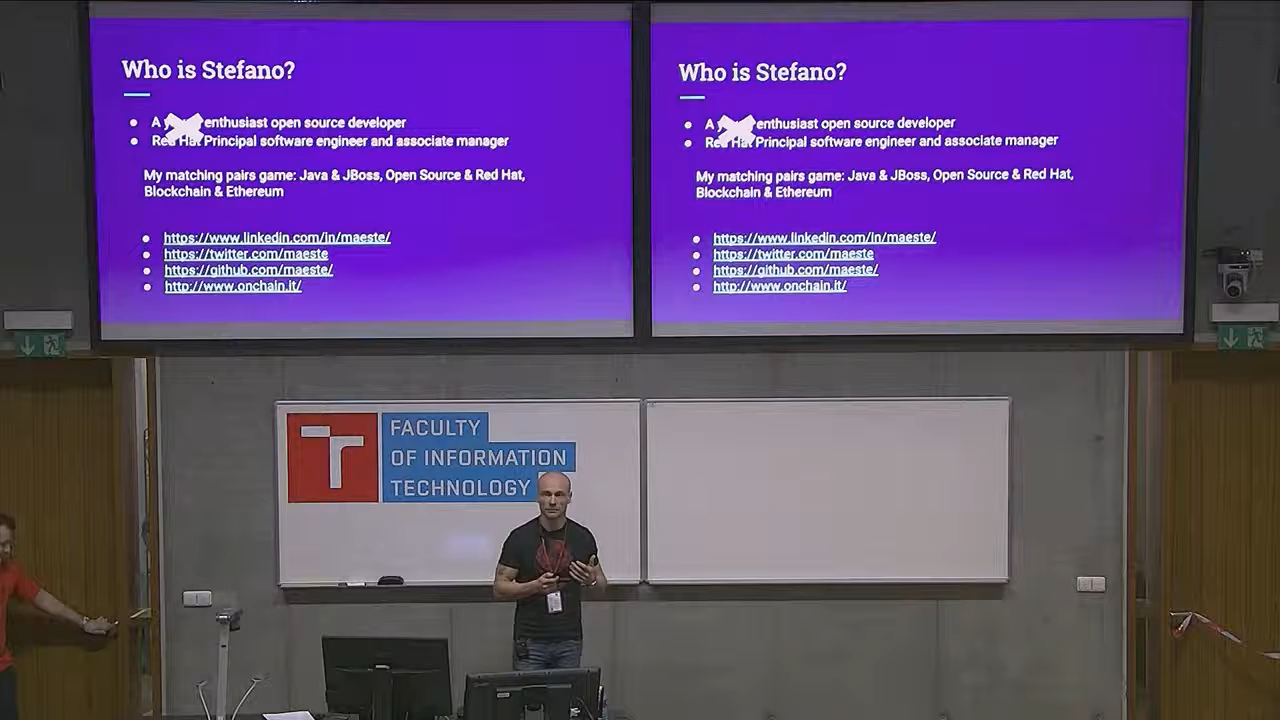 Who is Stefano?
A enthusiast open source developer
Red Hat Principal software engineer and associate manager
My matching pairs game: Java & JBoss, Open Source & Red Hat,
Blockchain & Ethereum
https://www.linkedin.com/in/maeste/
https://twitter.com/maeste
https://github.com/maeste/
http://www.onchain.it/
Who is Stefano?
A enthusiast open source developer
Red Hat Principal software engineer and associate manager
My matching pairs game: Java & JBoss, Open Source & Red Hat,
Blockchain & Ethereum
https://www.linkedin.com/in/maeste/
https://twitter.com/maeste
https://github.com/maeste/
http://www.onchain.it/
FACULTY
OF INFORMATION
TECHNOLOGY